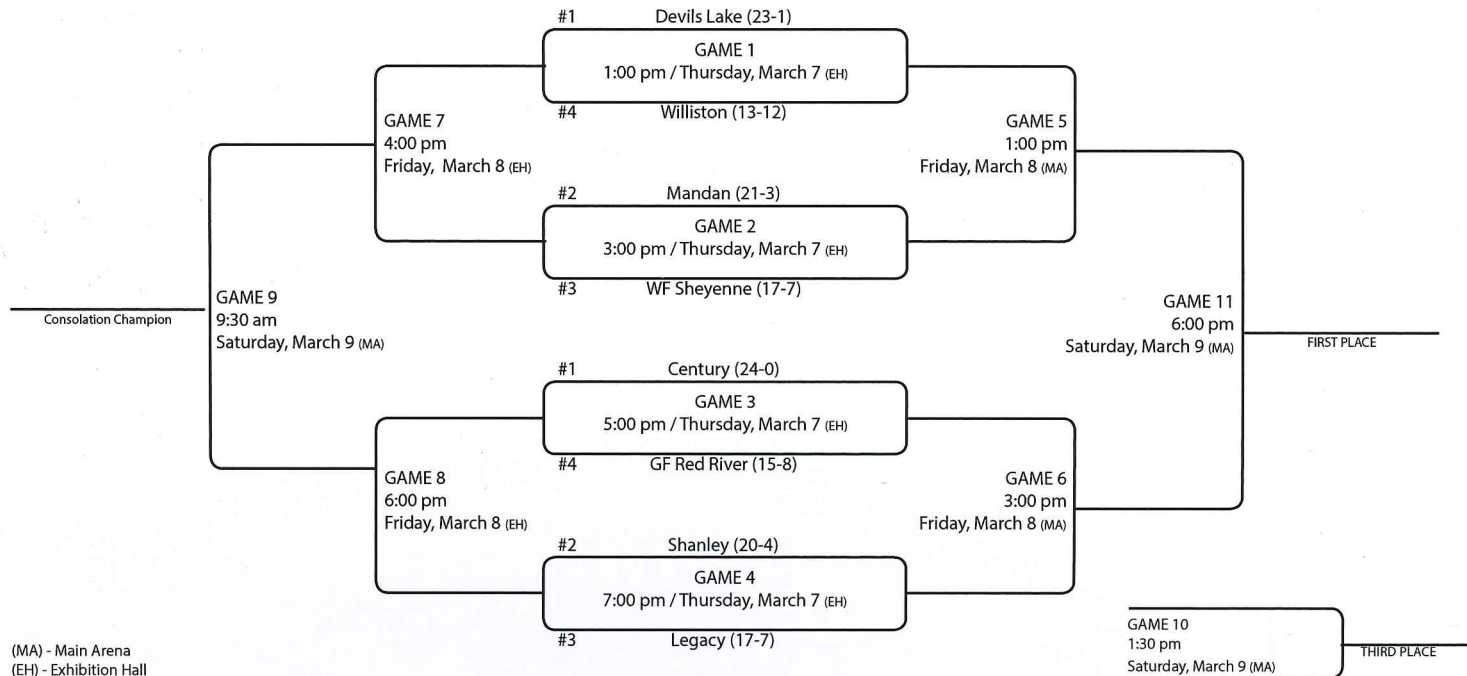 #1 Devils Lake (23-1)
GAME 1
1:00 pm / Thursday, March 7 (EH)
#4 Williston (13-12)
GAME 7
4:00 pm
Friday, March 8 (EH)
GAME 5
1:00 pm
Friday, March 8 (MA)
#2 Mandan (21-3)
GAME 2
3:00 pm / Thursday, March 7 (EH)
#3 WF Sheyenne (17-7)
GAME 9
9:30 am
Saturday, March 9 (MA)
Consolation Champion
GAME 11
6:00 pm
Saturday, March 9 (MA)
FIRST PLACE
#1 Century (24-0)
GAME 3
5:00 pm / Thursday, March 7 (EH)
#4 GF Red River (15-8)
GAME 8
6:00 pm
Friday, March 8 (EH)
GAME 6
3:00 pm
Friday, March 8 (MA)
#2 Shanley (20-4)
GAME 4
7:00 pm / Thursday, March 7 (EH)
#3 Legacy (17-7)
GAME 10
1:30 pm
Saturday, March 9 (MA)
THIRD PLACE
(MA) - Main Arena
(EH) - Exhibition Hall